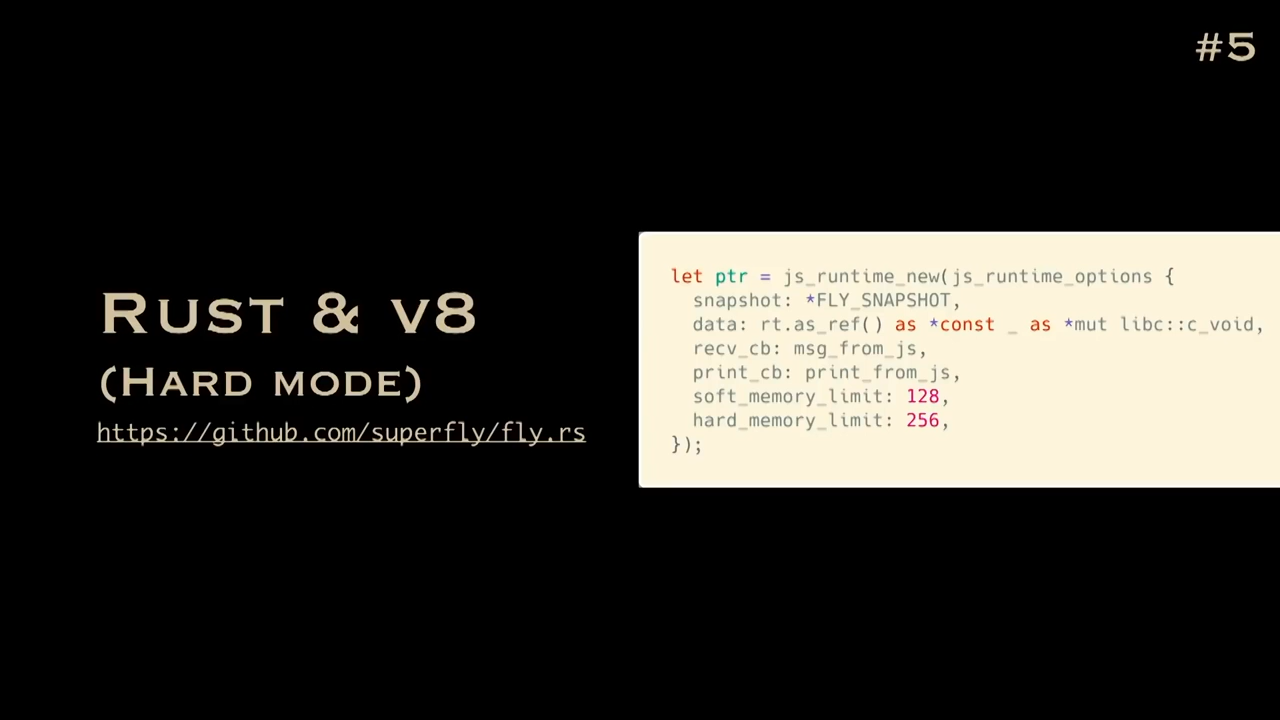 #5
Rust & v8
(Hard mode)
https://github.com/superfly/fly.rs
let ptr = js_runtime_new(js_runtime_options {
  snapshot: *FLY_SNAPSHOT,
  data: rt.as_ref() as *const _ as *mut libc::c_void,
  recv_cb: msg_from_js,
  print_cb: print_from_js,
  soft_memory_limit: 128,
  hard_memory_limit: 256,
});